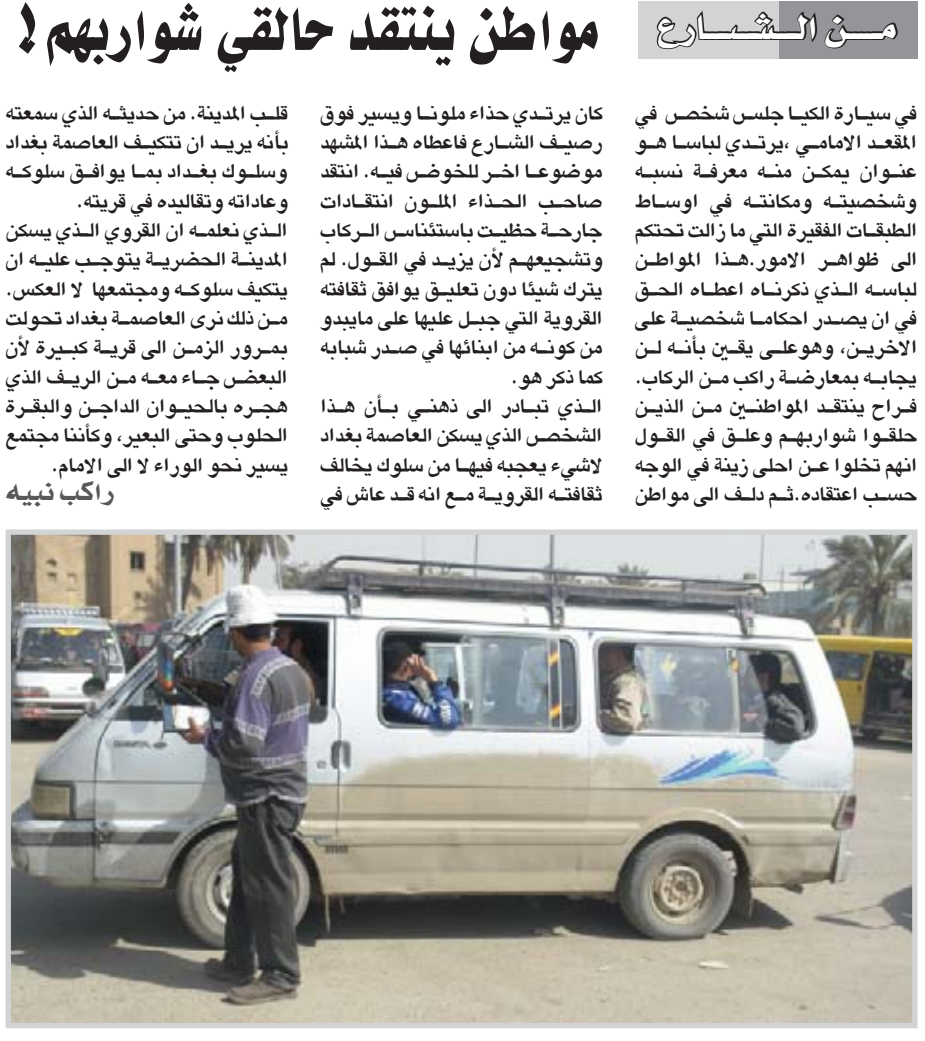 من الشارع
مواطن ينتقد حالقي شواربهم !
في سيارة الكيا جلس شخص في
المقعد الامامي ،يرتدي لباسا هو
عنوان يمكن منه معرفة نسبه
وشخصيته ومكانته في اوساط
الطبقات الفقيرة التي ما زالت تحتكم
الى ظواهر الامور.هذا المواطن
لباسه الذي ذكرناه اعطاه الحق
في ان يصدر احكاما شخصية على
الاخرين، وهوعلى يقين بأنه لن
يجابه بمعارضة راكب من الركاب.
فراح ينتقد المواطنين من الذين
حلقوا شواربهم وعلق في القول
انهم تخلوا عن احلى زينة في الوجه
حسب اعتقاده.ثم دلف الى مواطن
كان يرتدي حذاء ملونا ويسير فوق
رصيف الشارع فاعطاه هذا المشهد
موضوعا اخر للخوض فيه. انتقد
صاحب الحذاء الملون انتقادات
جارحة حظيت باستئناس الركاب
وتشجيعهم لأن يزيد في القول. لم
يترك شيئا دون تعليق يوافق ثقافته
القروية التي جبل عليها على مايبدو
من كونه من ابنائها في صدر شبابه
كما ذكر هو.
الذي تبادر الى ذهني بأن هذا
الشخص الذي يسكن العاصمة بغداد
لاشيء يعجبه فيها من سلوك يخالف
ثقافته القروية مع انه قد عاش في
قلب المدينة. من حديثه الذي سمعته
بأنه يريد ان تتكيف العاصمة بغداد
وسلوك بغداد بما يوافق سلوكه
وعاداته وتقاليده في قريته.
الذي نعلمه ان القروي الذي يسكن
المدينة الحضرية يتوجب عليه ان
يتكيف سلوكه ومجتمعها لا العكس.
من ذلك نرى العاصمة بغداد تحولت
بمرور الزمن الى قرية كبيرة لأن
البعض جاء معه من الريف الذي
هجره بالحيوان الداجن والبقرة
الحلوب وحتى البعير، وكأننا مجتمع
يسير نحو الوراء لا الى الامام.
راكب نبيه